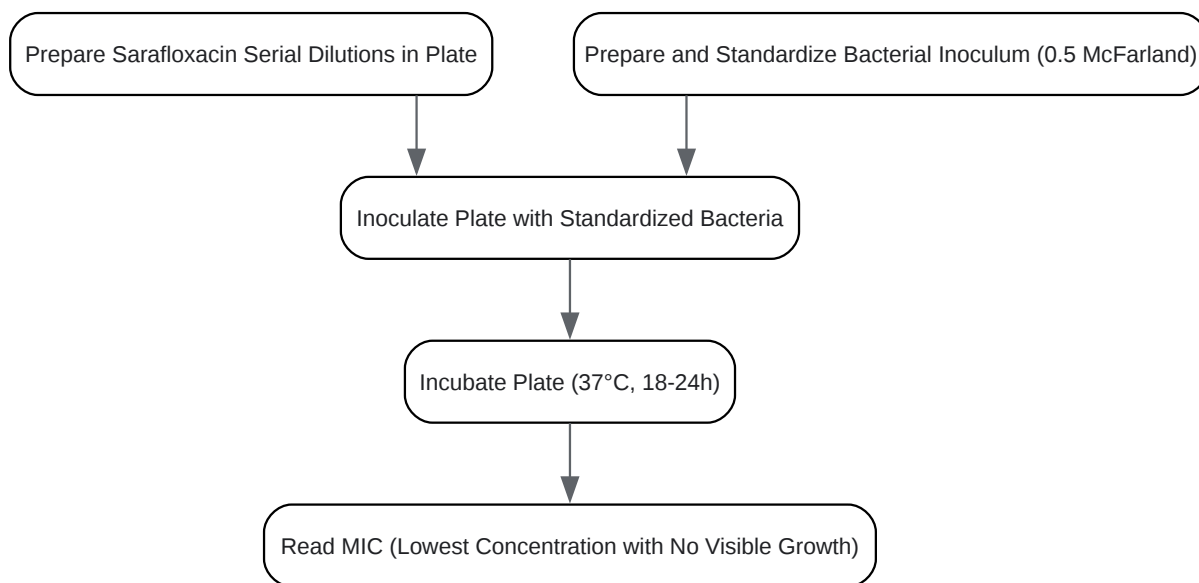 Prepare Sarafloxacin Serial Dilutions in Plate
Prepare and Standardize Bacterial Inoculum (0.5 McFarland)
Inoculate Plate with Standardized Bacteria
Incubate Plate (37°C, 18-24h)
Read MIC (Lowest Concentration with No Visible Growth)